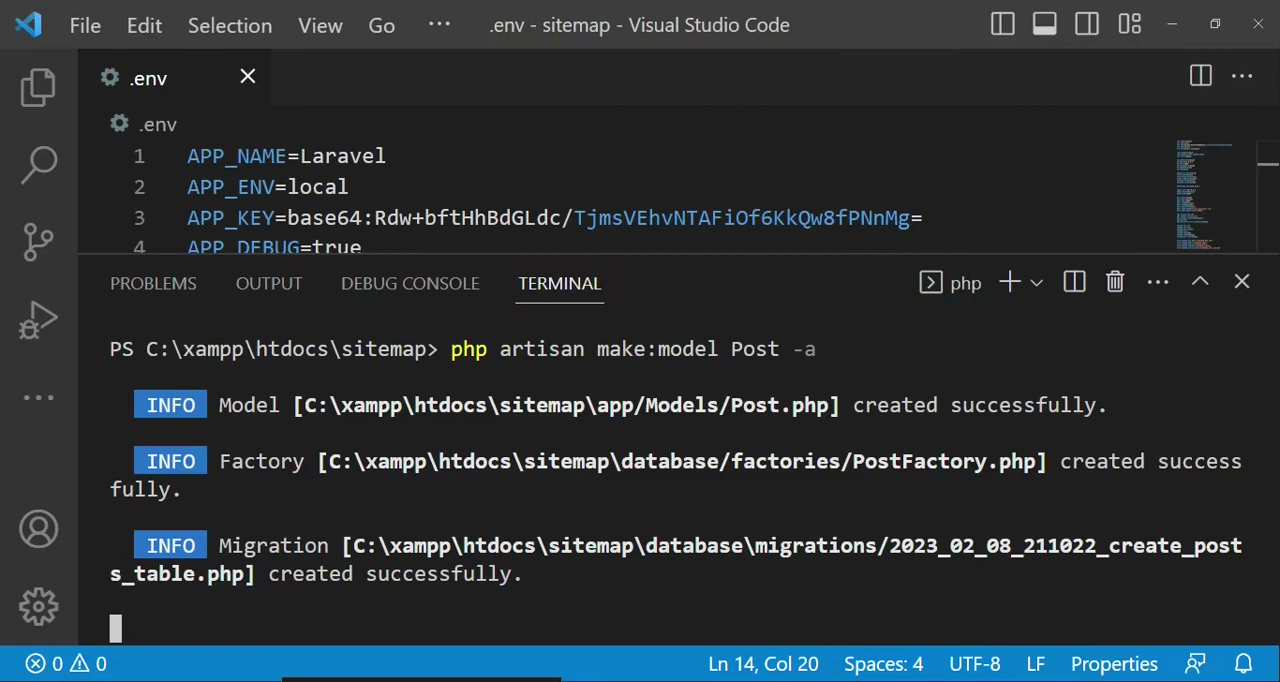 File Edit Selection View Go ··· .env - sitemap - Visual Studio Code
.env
.env
1 APP_NAME=Laravel
2 APP_ENV=local
3 APP_KEY=base64:Rdw+bftHhBdGLdc/TjmsVEhvNTAFiOf6KkQw8fPNnMg=
4 APP_DEBUG=true
PROBLEMS OUTPUT DEBUG CONSOLE TERMINAL php
PS C:\xampp\htdocs\sitemap> php artisan make:model Post -a
INFO Model [C:\xampp\htdocs\sitemap\app/Models/Post.php] created successfully.
INFO Factory [C:\xampp\htdocs\sitemap\database/factories/PostFactory.php] created success
fully.
INFO Migration [C:\xampp\htdocs\sitemap\database\migrations/2023_02_08_211022_create_post
s_table.php] created successfully.
0 0 Ln 14, Col 20 Spaces: 4 UTF-8 LF Properties